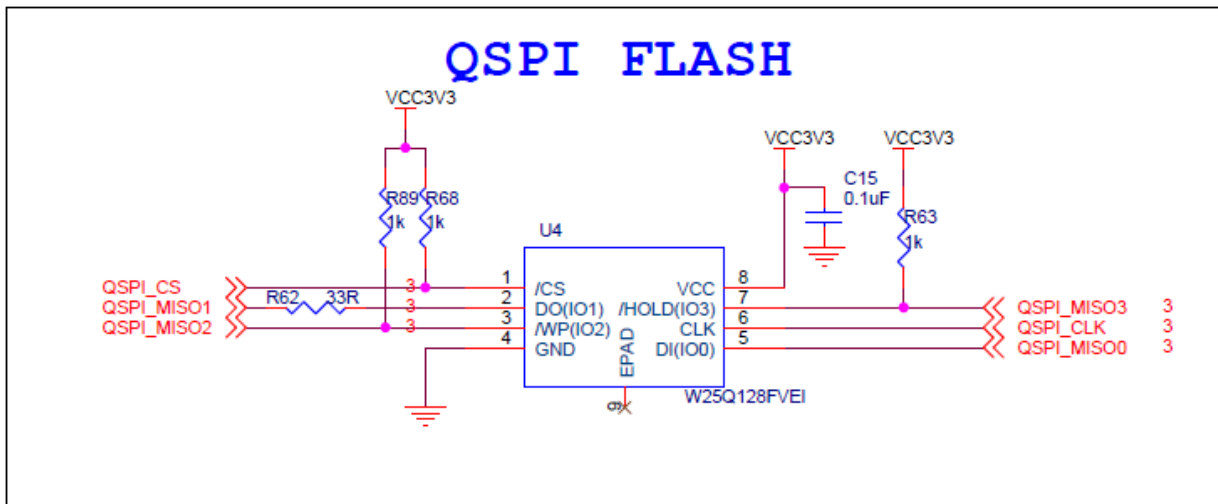 QSPI FLASH
VCC3V3
VCC3V3
VCC3V3
R89
1k
R68
1k
C15
0.1uF
R63
1k
U4
QSPI_CS 3 1 /CS
QSPI_MISO1 R62 33R 3 2 DO(IO1)
QSPI_MISO2 3 3 /WP(IO2)
4 GND
EPAD
9
VCC 8
/HOLD(IO3) 7 QSPI_MISO3 3
CLK 6 QSPI_CLK 3
DI(IO0) 5 QSPI_MISO0 3
W25Q128FVEI